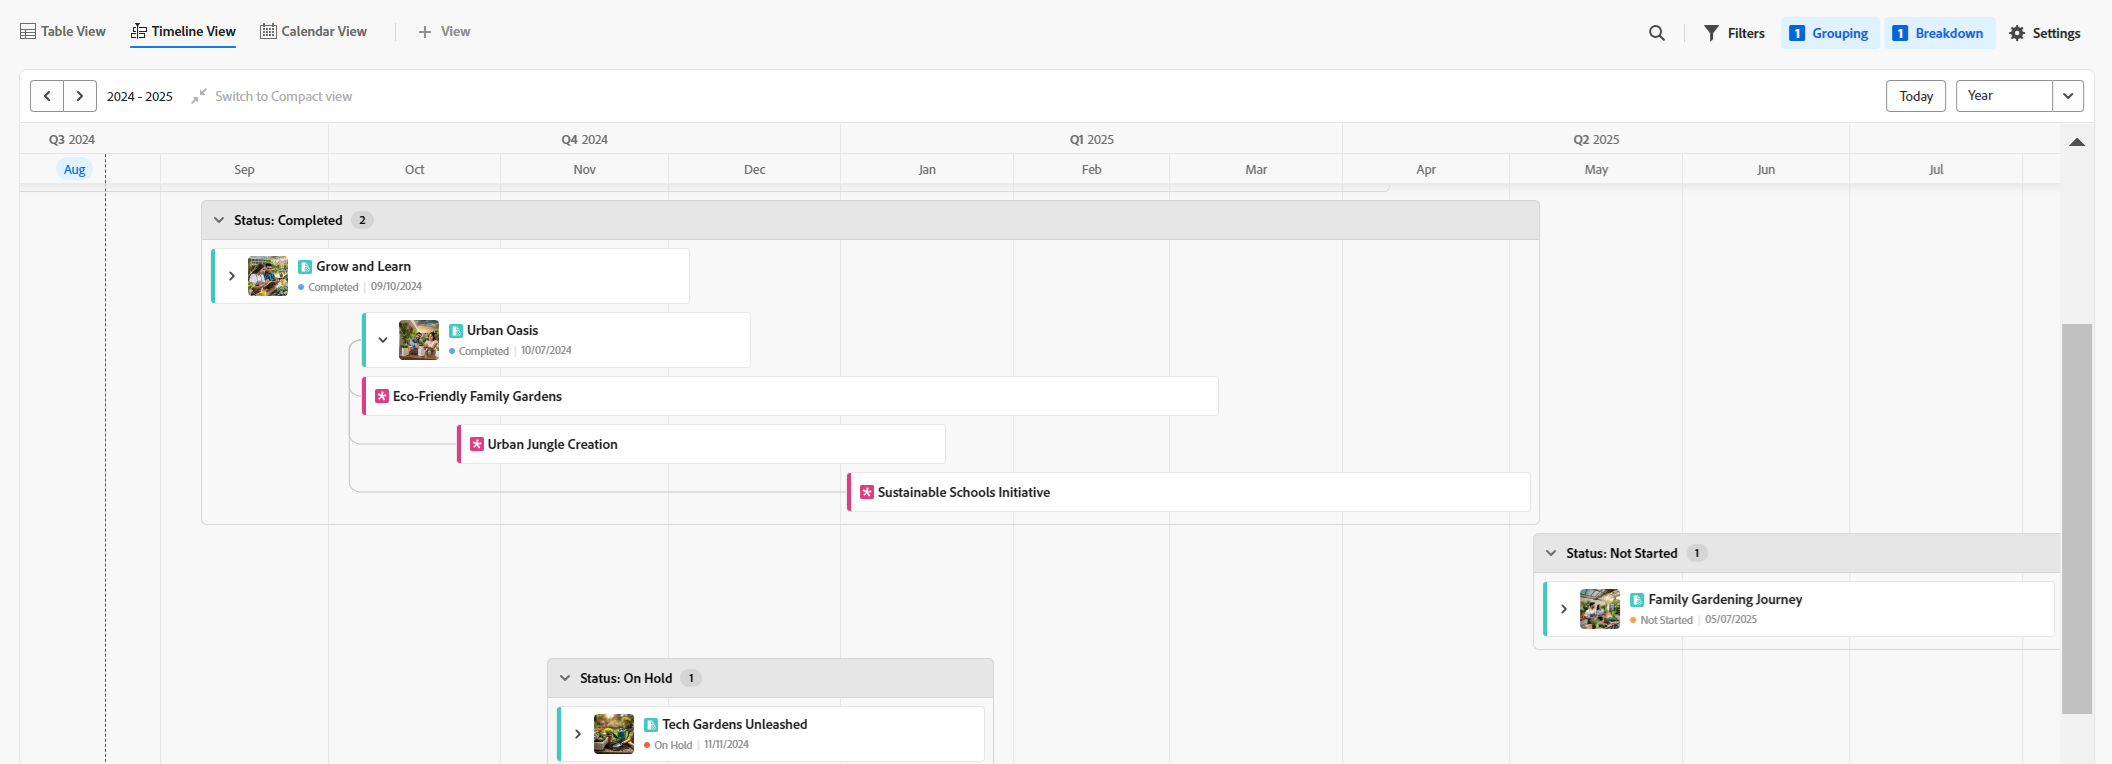 Table View
Timeline View
Calendar View
View
Filters
1 Grouping
1 Breakdown
Settings
2024 - 2025
Switch to Compact view
Today
Year
Q3 2024
Q4 2024
Q1 2025
Q2 2025
Aug
Sep
Oct
Nov
Dec
Jan
Feb
Mar
Apr
May
Jun
Jul
Status: Completed 2
Grow and Learn
Completed | 09/10/2024
Urban Oasis
Completed | 10/07/2024
Eco-Friendly Family Gardens
Urban Jungle Creation
Sustainable Schools Initiative
Status: Not Started 1
Family Gardening Journey
Not Started | 05/07/2025
Status: On Hold 1
Tech Gardens Unleashed
On Hold | 11/11/2024